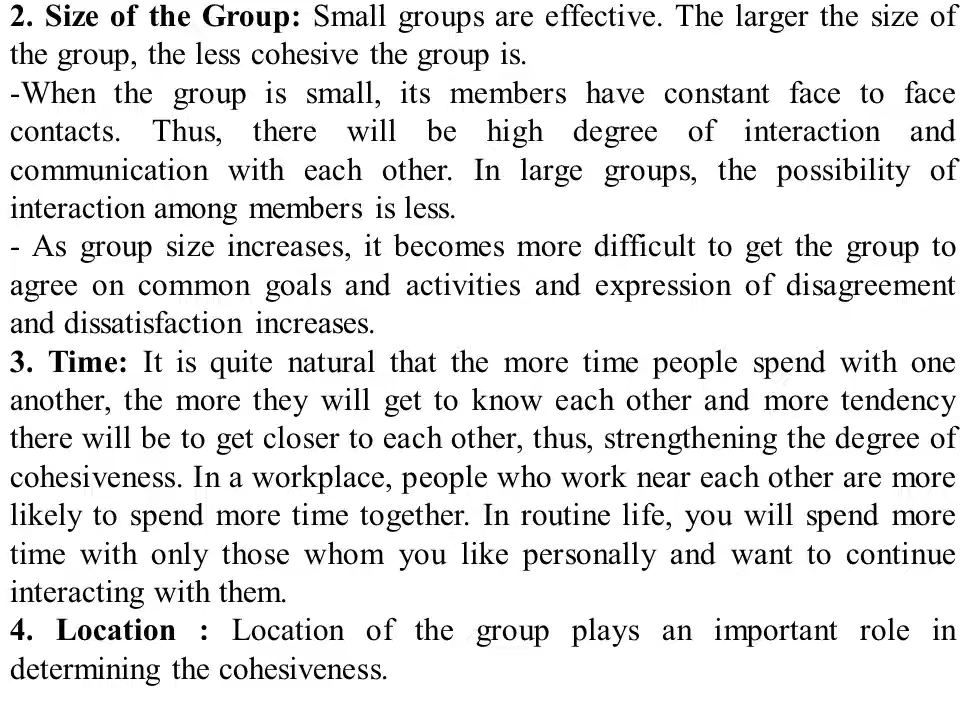 2. Size of the Group: Small groups are effective. The larger the size of
the group, the less cohesive the group is.
-When the group is small, its members have constant face to face
contacts. Thus, there will be high degree of interaction and
communication with each other. In large groups, the possibility of
interaction among members is less.
- As group size increases, it becomes more difficult to get the group to
agree on common goals and activities and expression of disagreement
and dissatisfaction increases.
3. Time: It is quite natural that the more time people spend with one
another, the more they will get to know each other and more tendency
there will be to get closer to each other, thus, strengthening the degree of
cohesiveness. In a workplace, people who work near each other are more
likely to spend more time together. In routine life, you will spend more
time with only those whom you like personally and want to continue
interacting with them.
4. Location : Location of the group plays an important role in
determining the cohesiveness.